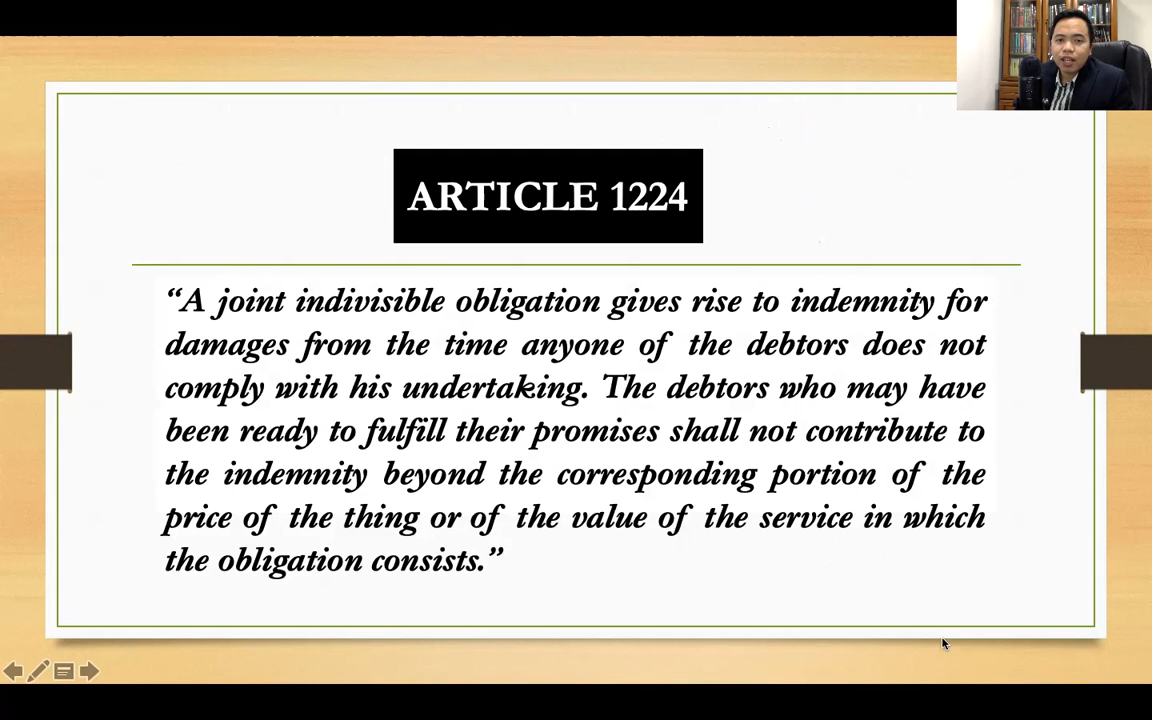 ARTICLE 1224
“A joint indivisible obligation gives rise to indemnity for
damages from the time anyone of the debtors does not
comply with his undertaking. The debtors who may have
been ready to fulfill their promises shall not contribute to
the indemnity beyond the corresponding portion of the
price of the thing or of the value of the service in which
the obligation consists.”